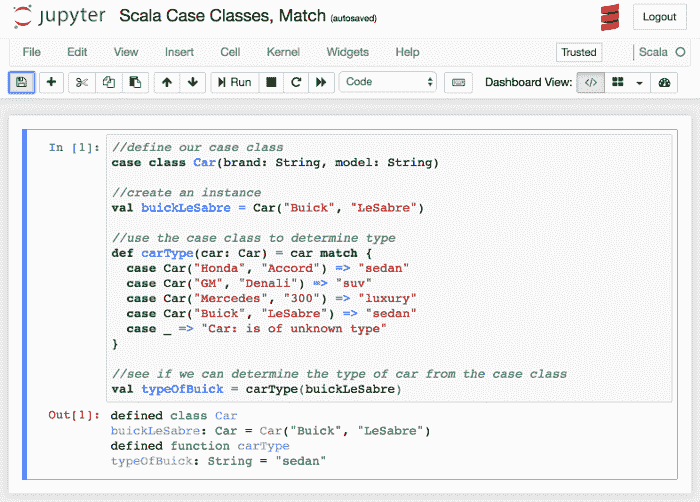 jupyter Scala Case Classes, Match (autosaved) Logout
File Edit View Insert Cell Kernel Widgets Help Trusted Scala
Run Code Dashboard View: </>
In [1]: //define our case class
case class Car(brand: String, model: String)
//create an instance
val buickLeSabre = Car("Buick", "LeSabre")
//use the case class to determine type
def carType(car: Car) = car match {
case Car("Honda", "Accord") => "sedan"
case Car("GM", "Denali") => "suv"
case Car("Mercedes", "300") => "luxury"
case Car("Buick", "LeSabre") => "sedan"
case _ => "Car: is of unknown type"
}
//see if we can determine the type of car from the case class
val typeOfBuick = carType(buickLeSabre)
Out[1]: defined class Car
buickLeSabre: Car = Car("Buick", "LeSabre")
defined function carType
typeOfBuick: String = "sedan"